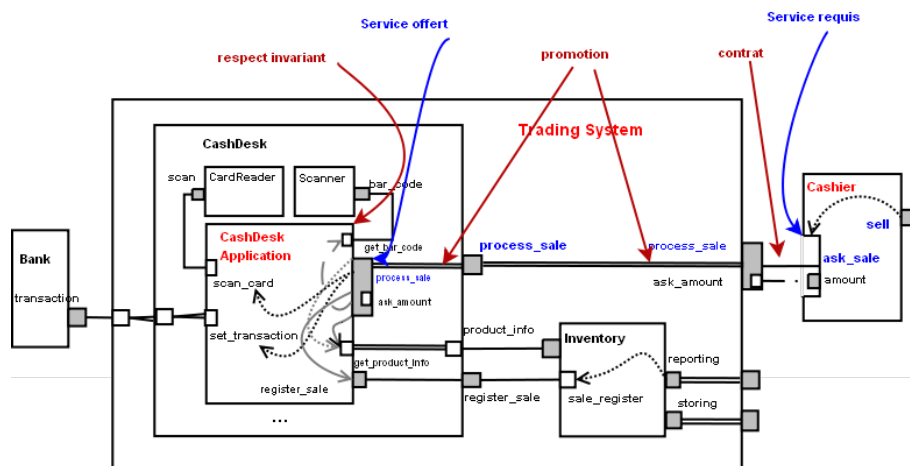 Service offert
Service requis
respect invariant
promotion
contrat
Trading System
CashDesk
scan
CardReader
Scanner
bar_code
Cashier
CashDesk
Application
get_bar_code
process_sale
process_sale
sell
Bank
scan_card
process_sale
ask_sale
transaction
ask_amount
ask_amount
amount
set_transaction
product_info
Inventory
get_product_info
reporting
register_sale
register_sale
sale_register
storing
...